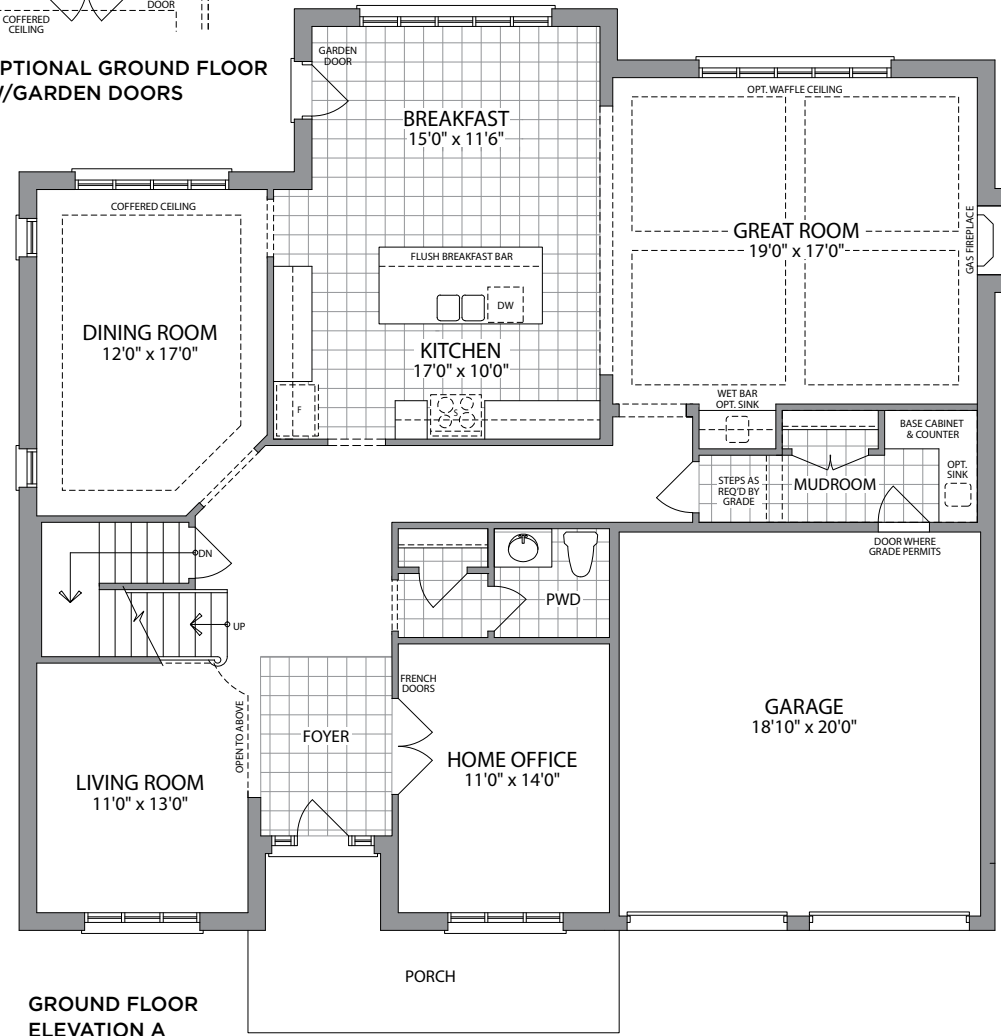 DOOR
COFFERED
CEILING
PTIONAL GROUND FLOOR
W/GARDEN DOORS
GARDEN
DOOR
BREAKFAST
15'0" x 11'6"
OPT. WAFFLE CEILING
COFFERED CEILING
GREAT ROOM
19'0" x 17'0"
GAS FIREPLACE
FLUSH BREAKFAST BAR
DW
DINING ROOM
12'0" x 17'0"
KITCHEN
17'0" x 10'0"
F
S
WET BAR
OPT. SINK
BASE CABINET
& COUNTER
STEPS AS
REQ'D BY
GRADE
MUDROOM
OPT.
SINK
DOOR WHERE
GRADE PERMITS
DN
UP
PWD
FRENCH
DOORS
OPEN TO ABOVE
FOYER
HOME OFFICE
11'0" x 14'0"
LIVING ROOM
11'0" x 13'0"
GARAGE
18'10" x 20'0"
PORCH
GROUND FLOOR
ELEVATION A